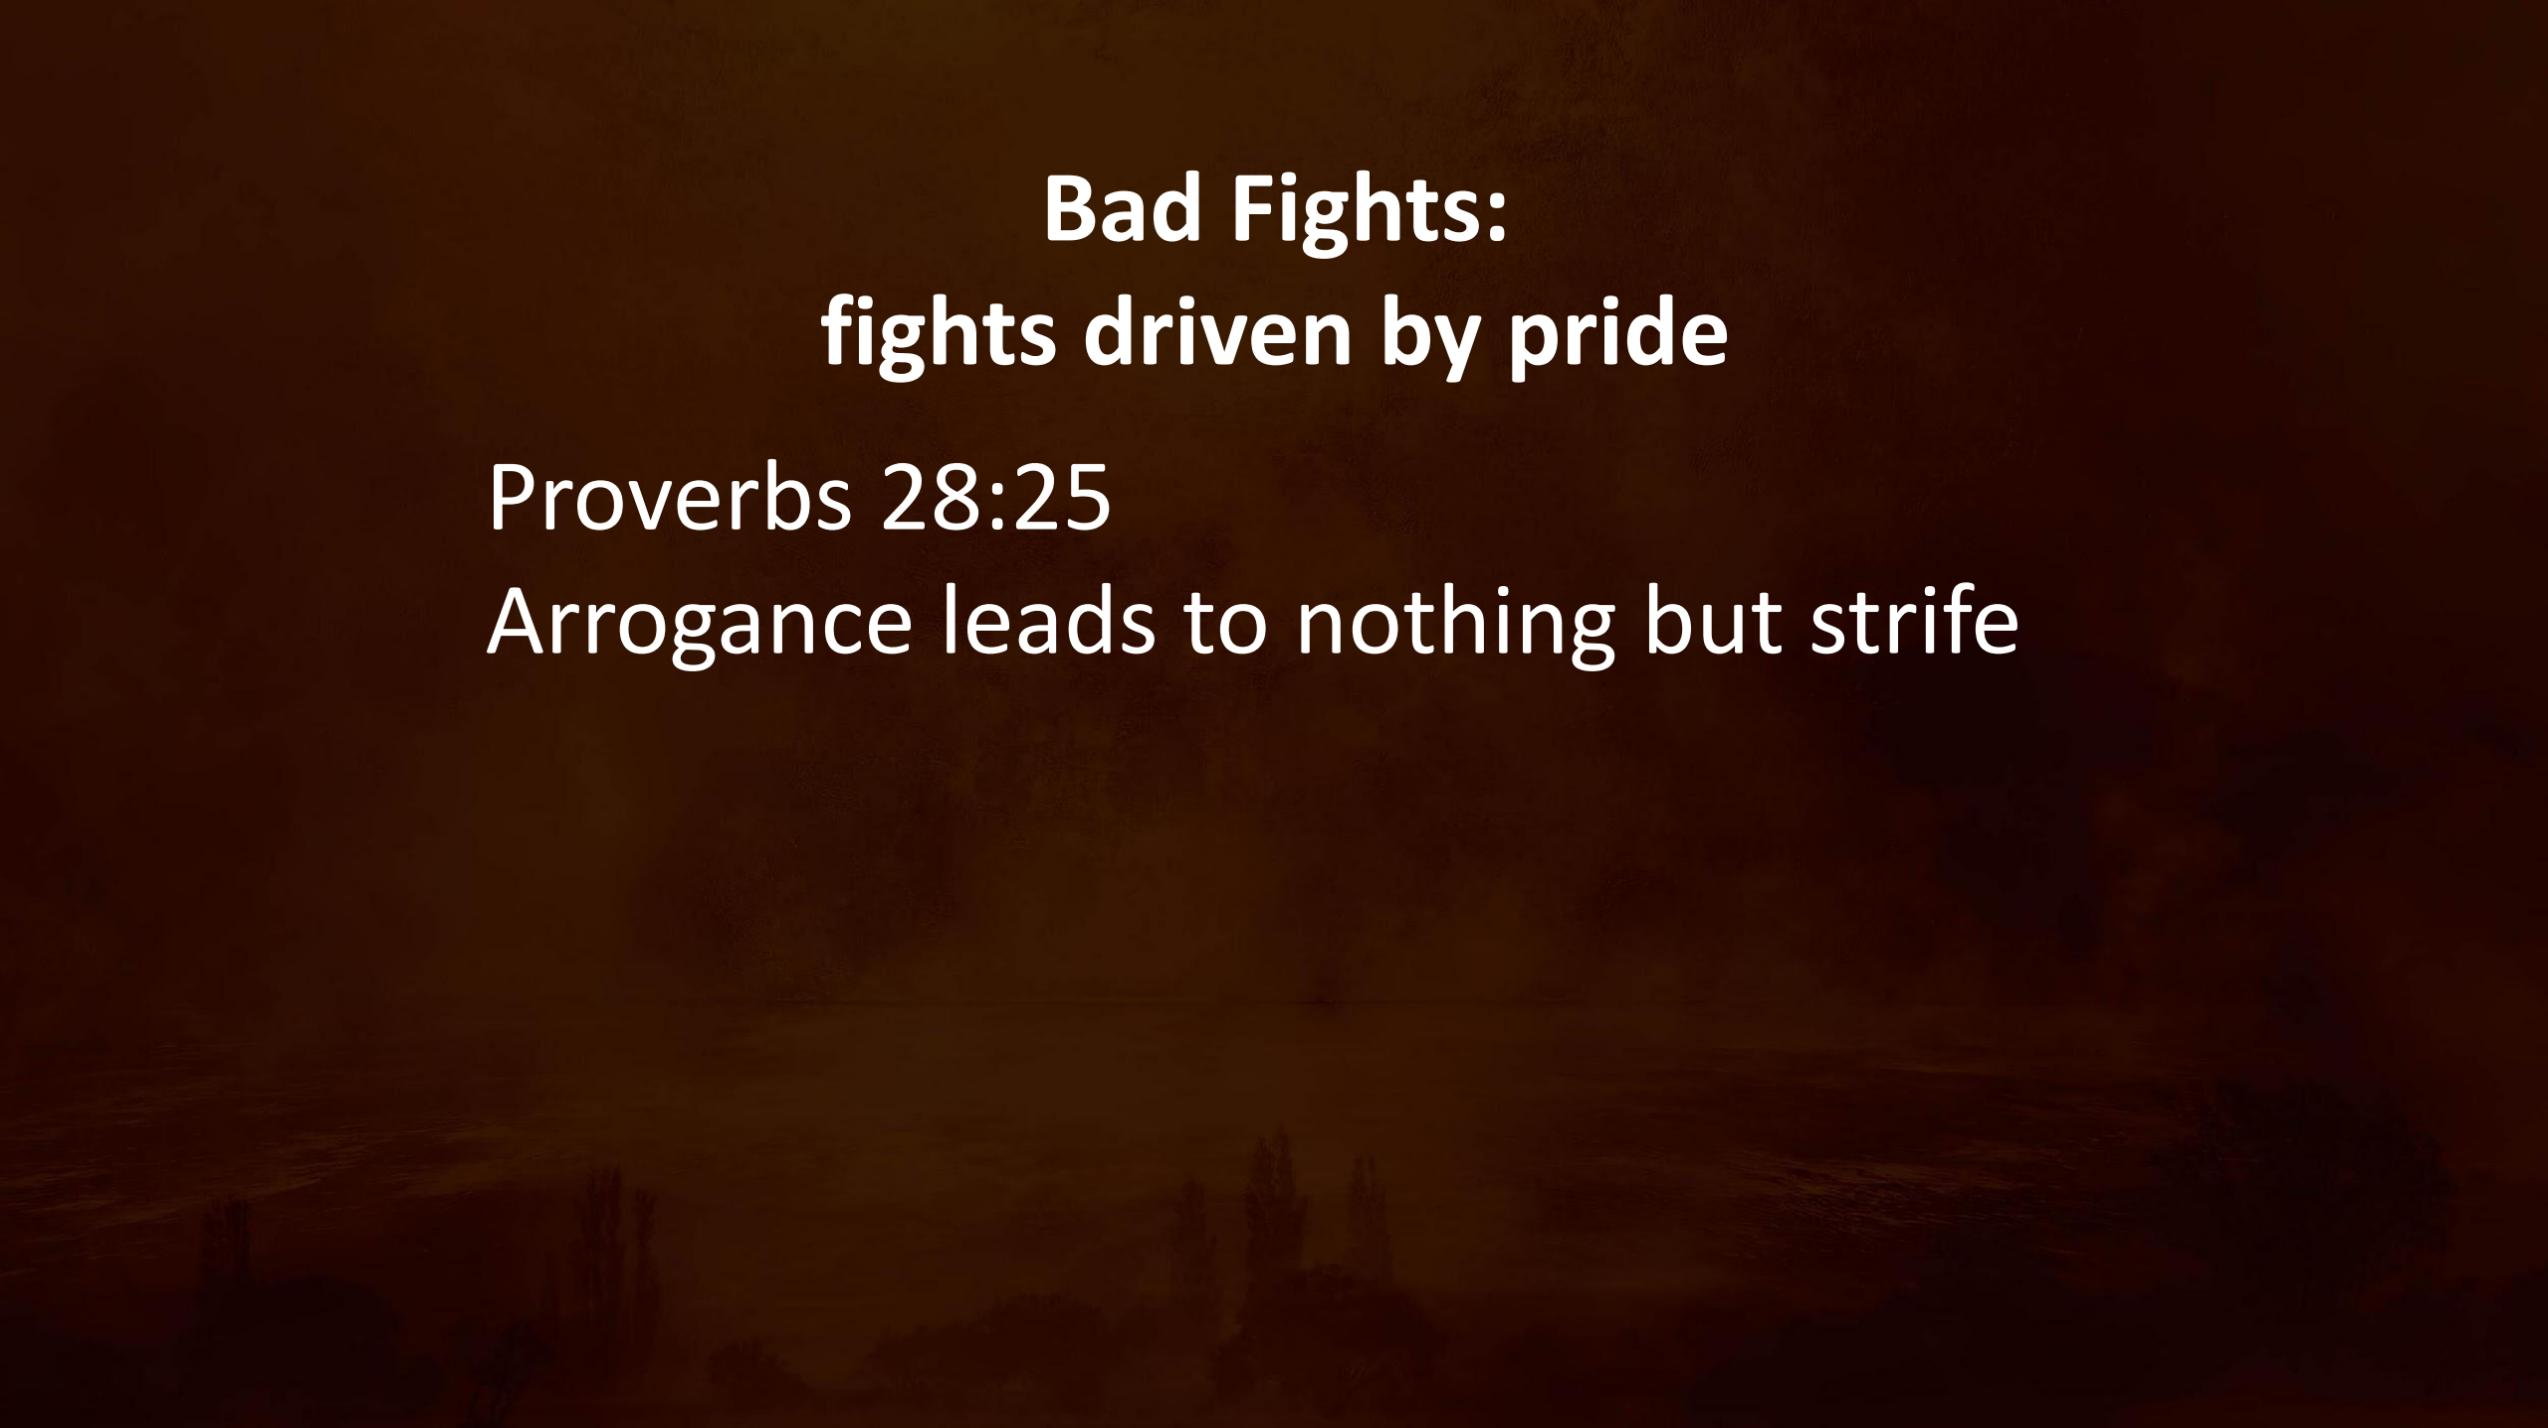 Bad Fights:
fights driven by pride
Proverbs 28:25
Arrogance leads to nothing but strife